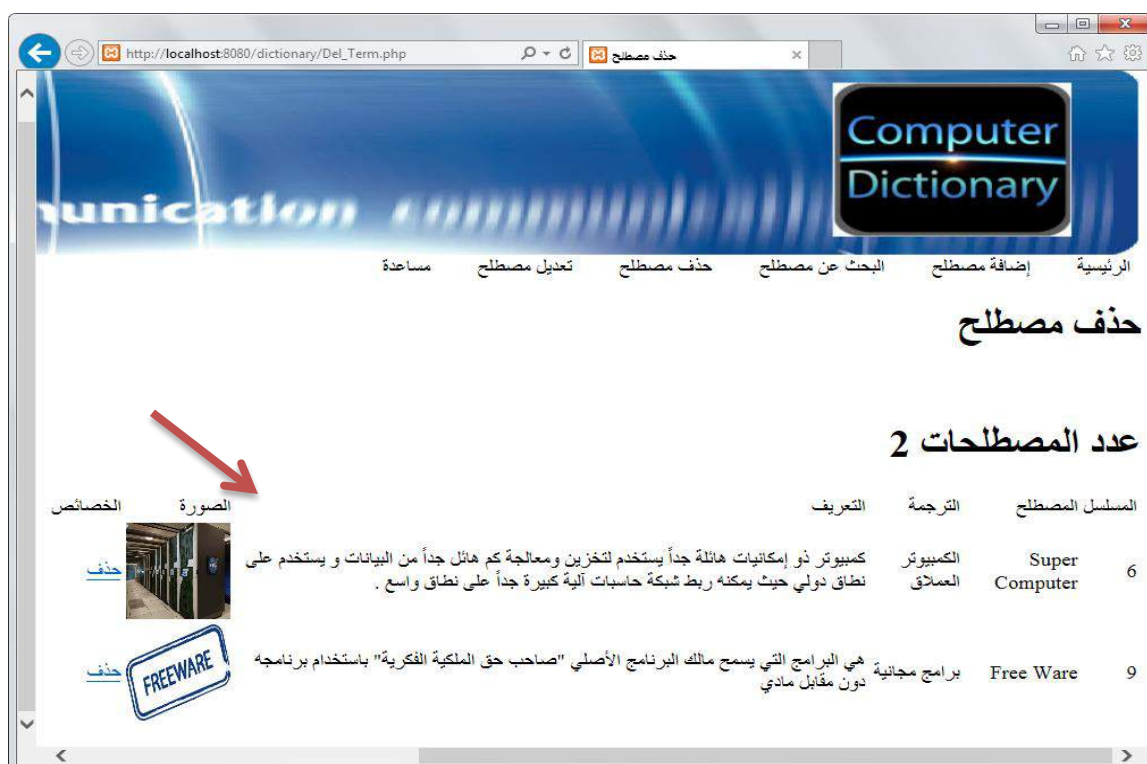 http://localhost:8080/dictionary/Del_Term.php
حذف مصطلح
Computer
Dictionary
unication
الرئيسية إضافة مصطلح البحث عن مصطلح حذف مصطلح تعديل مصطلح مساعدة
حذف مصطلح
عدد المصطلحات 2
المسلسل المصطلح الترجمة التعريف الصورة الخصائص
6 Super الكمبيوتر كمبيوتر ذو إمكانيات هائلة جداً يستخدم لتخزين ومعالجة كم هائل جداً من البيانات و يستخدم على حذف
Computer العملاق نطاق دولي حيث يمكنه ربط شبكة حاسبات آلية كبيرة جداً على نطاق واسع .
9 Free Ware برامج مجانية هي البرامج التي يسمح مالك البرنامج الأصلي "صاحب حق الملكية الفكرية" باستخدام برنامجه FREEWARE حذف
دون مقابل مادي